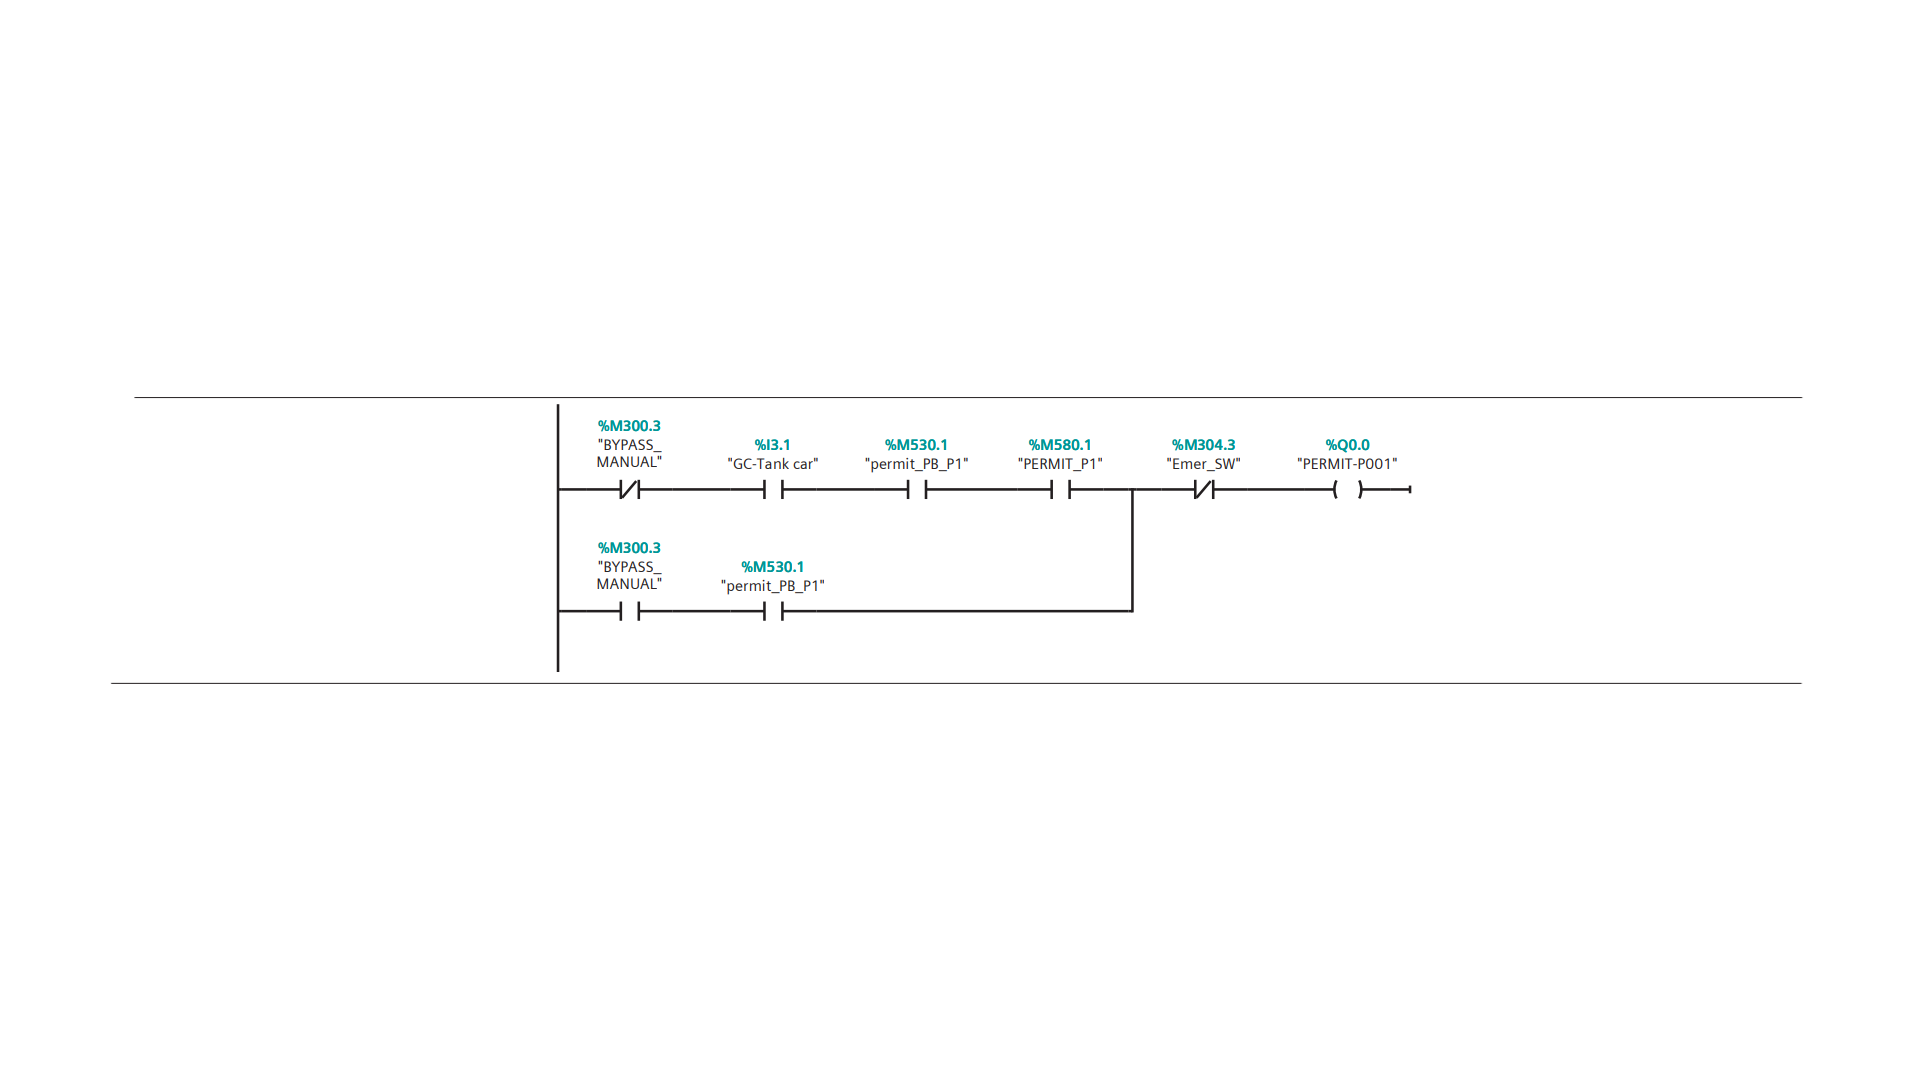 %M300.3
"BYPASS_
MANUAL"
%I3.1
"GC-Tank car"
%M530.1
"permit_PB_P1"
%M580.1
"PERMIT_P1"
%M304.3
"Emer_SW"
%Q0.0
"PERMIT-P001"
%M300.3
"BYPASS_
MANUAL"
%M530.1
"permit_PB_P1"